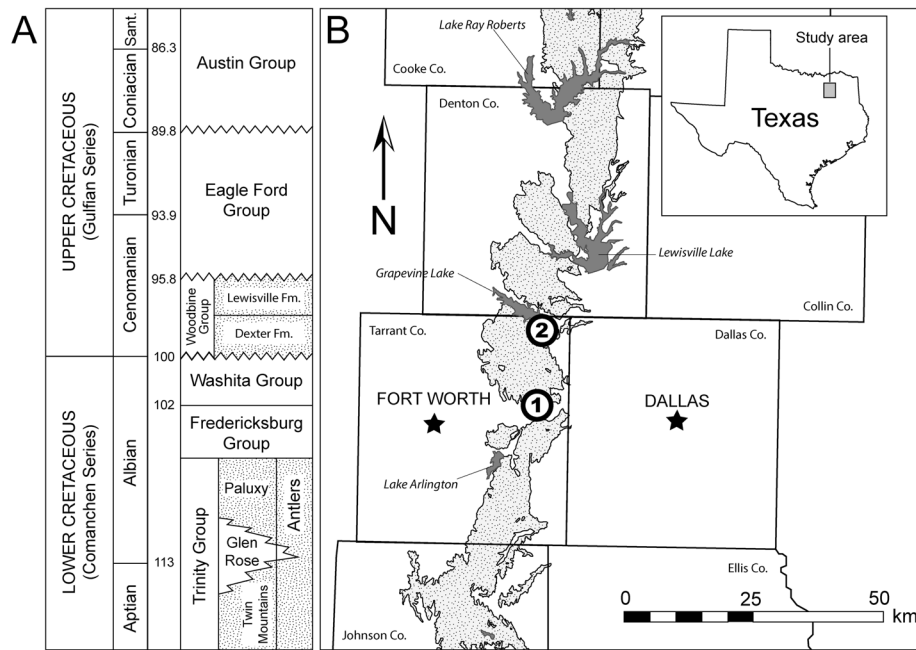 A
UPPER CRETACEOUS
(Gulfian Series)
LOWER CRETACEOUS
(Comanchen Series)
Sant.
Coniacian
Turonian
Cenomanian
Albian
Aptian
86.3
89.8
93.9
95.8
100
102
113
Austin Group
Eagle Ford
Group
Woodbine
Group
Lewisville Fm.
Dexter Fm.
Washita Group
Fredericksburg
Group
Trinity Group
Paluxy
Glen
Rose
Twin
Mountains
Antlers
B
Lake Ray Roberts
Cooke Co.
Denton Co.
N
Grapevine Lake
Lewisville Lake
Collin Co.
Tarrant Co.
2
Dallas Co.
FORT WORTH
1
DALLAS
Lake Arlington
Ellis Co.
Johnson Co.
Study area
Texas
0 25 50
km